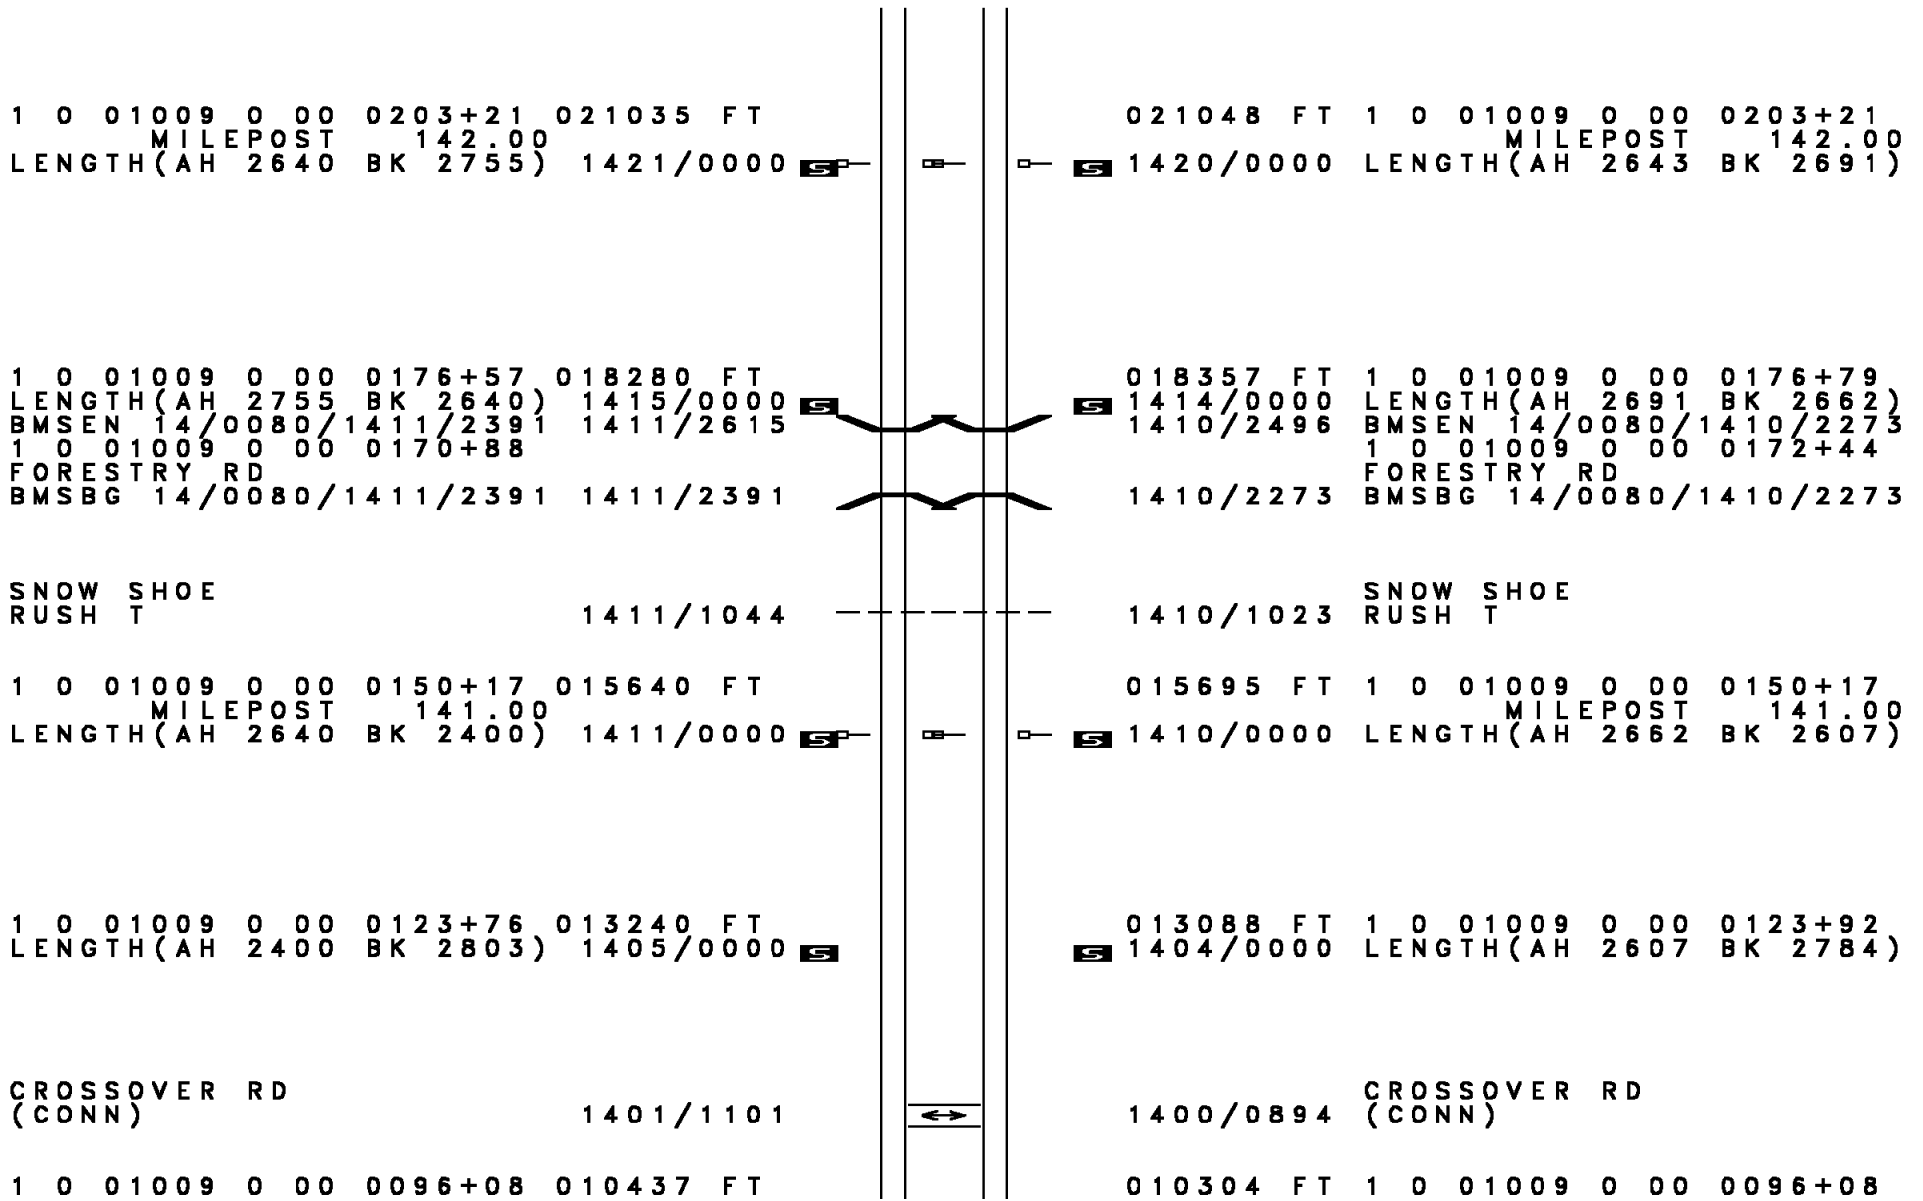 1 0 01009 0 00 0203+21 021035 FT 021048 FT 1 0 01009 0 00 0203+21
MILEPOST 142.00 MILEPOST 142.00
LENGTH(AH 2640 BK 2755) 1421/0000 S S 1420/0000 LENGTH(AH 2643 BK 2691)
1 0 01009 0 00 0176+57 018280 FT 018357 FT 1 0 01009 0 00 0176+79
LENGTH(AH 2755 BK 2640) 1415/0000 S S 1414/0000 LENGTH(AH 2691 BK 2662)
BMSEN 14/0080/1411/2391 1411/2615 1410/2496 BMSEN 14/0080/1410/2273
1 0 01009 0 00 0170+88 1 0 01009 0 00 0172+44
FORESTRY RD FORESTRY RD
BMSBG 14/0080/1411/2391 1411/2391 1410/2273 BMSBG 14/0080/1410/2273
SNOW SHOE SNOW SHOE
RUSH T 1411/1044 1410/1023 RUSH T
1 0 01009 0 00 0150+17 015640 FT 015695 FT 1 0 01009 0 00 0150+17
MILEPOST 141.00 MILEPOST 141.00
LENGTH(AH 2640 BK 2400) 1411/0000 S S 1410/0000 LENGTH(AH 2662 BK 2607)
1 0 01009 0 00 0123+76 013240 FT 013088 FT 1 0 01009 0 00 0123+92
LENGTH(AH 2400 BK 2803) 1405/0000 S S 1404/0000 LENGTH(AH 2607 BK 2784)
CROSSOVER RD CROSSOVER RD
(CONN) 1401/1101 1400/0894 (CONN)
1 0 01009 0 00 0096+08 010437 FT 010304 FT 1 0 01009 0 00 0096+08